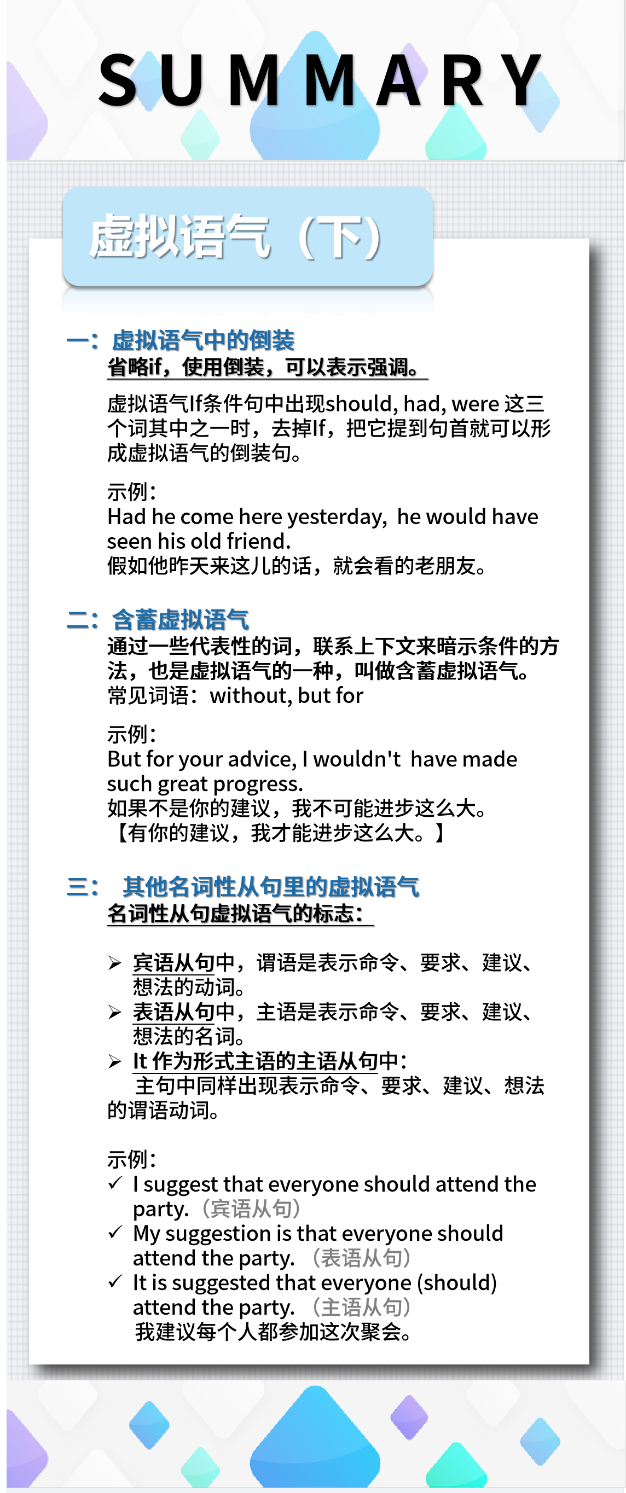 SUMMARY
虚拟语气（下）
一：虚拟语气中的倒装
省略if，使用倒装，可以表示强调。
虚拟语气If条件句中出现should, had, were 这三
个词其中之一时，去掉If，把它提到句首就可以形
成虚拟语气的倒装句。
示例：
Had he come here yesterday, he would have
seen his old friend.
假如他昨天来这儿的话，就会看的老朋友。
二：含蓄虚拟语气
通过一些代表性的词，联系上下文来暗示条件的方
法，也是虚拟语气的一种，叫做含蓄虚拟语气。
常见词语：without, but for
示例：
But for your advice, I wouldn't have made
such great progress.
如果不是你的建议，我不可能进步这么大。
【有你的建议，我才能进步这么大。】
三： 其他名词性从句里的虚拟语气
名词性从句虚拟语气的标志：
➢ 宾语从句中，谓语是表示命令、要求、建议、
想法的动词。
➢ 表语从句中，主语是表示命令、要求、建议、
想法的名词。
➢ It 作为形式主语的主语从句中：
主句中同样出现表示命令、要求、建议、想法
的谓语动词。
示例：
✓ I suggest that everyone should attend the
party.（宾语从句）
✓ My suggestion is that everyone should
attend the party. （表语从句）
✓ It is suggested that everyone (should)
attend the party. （主语从句）
我建议每个人都参加这次聚会。